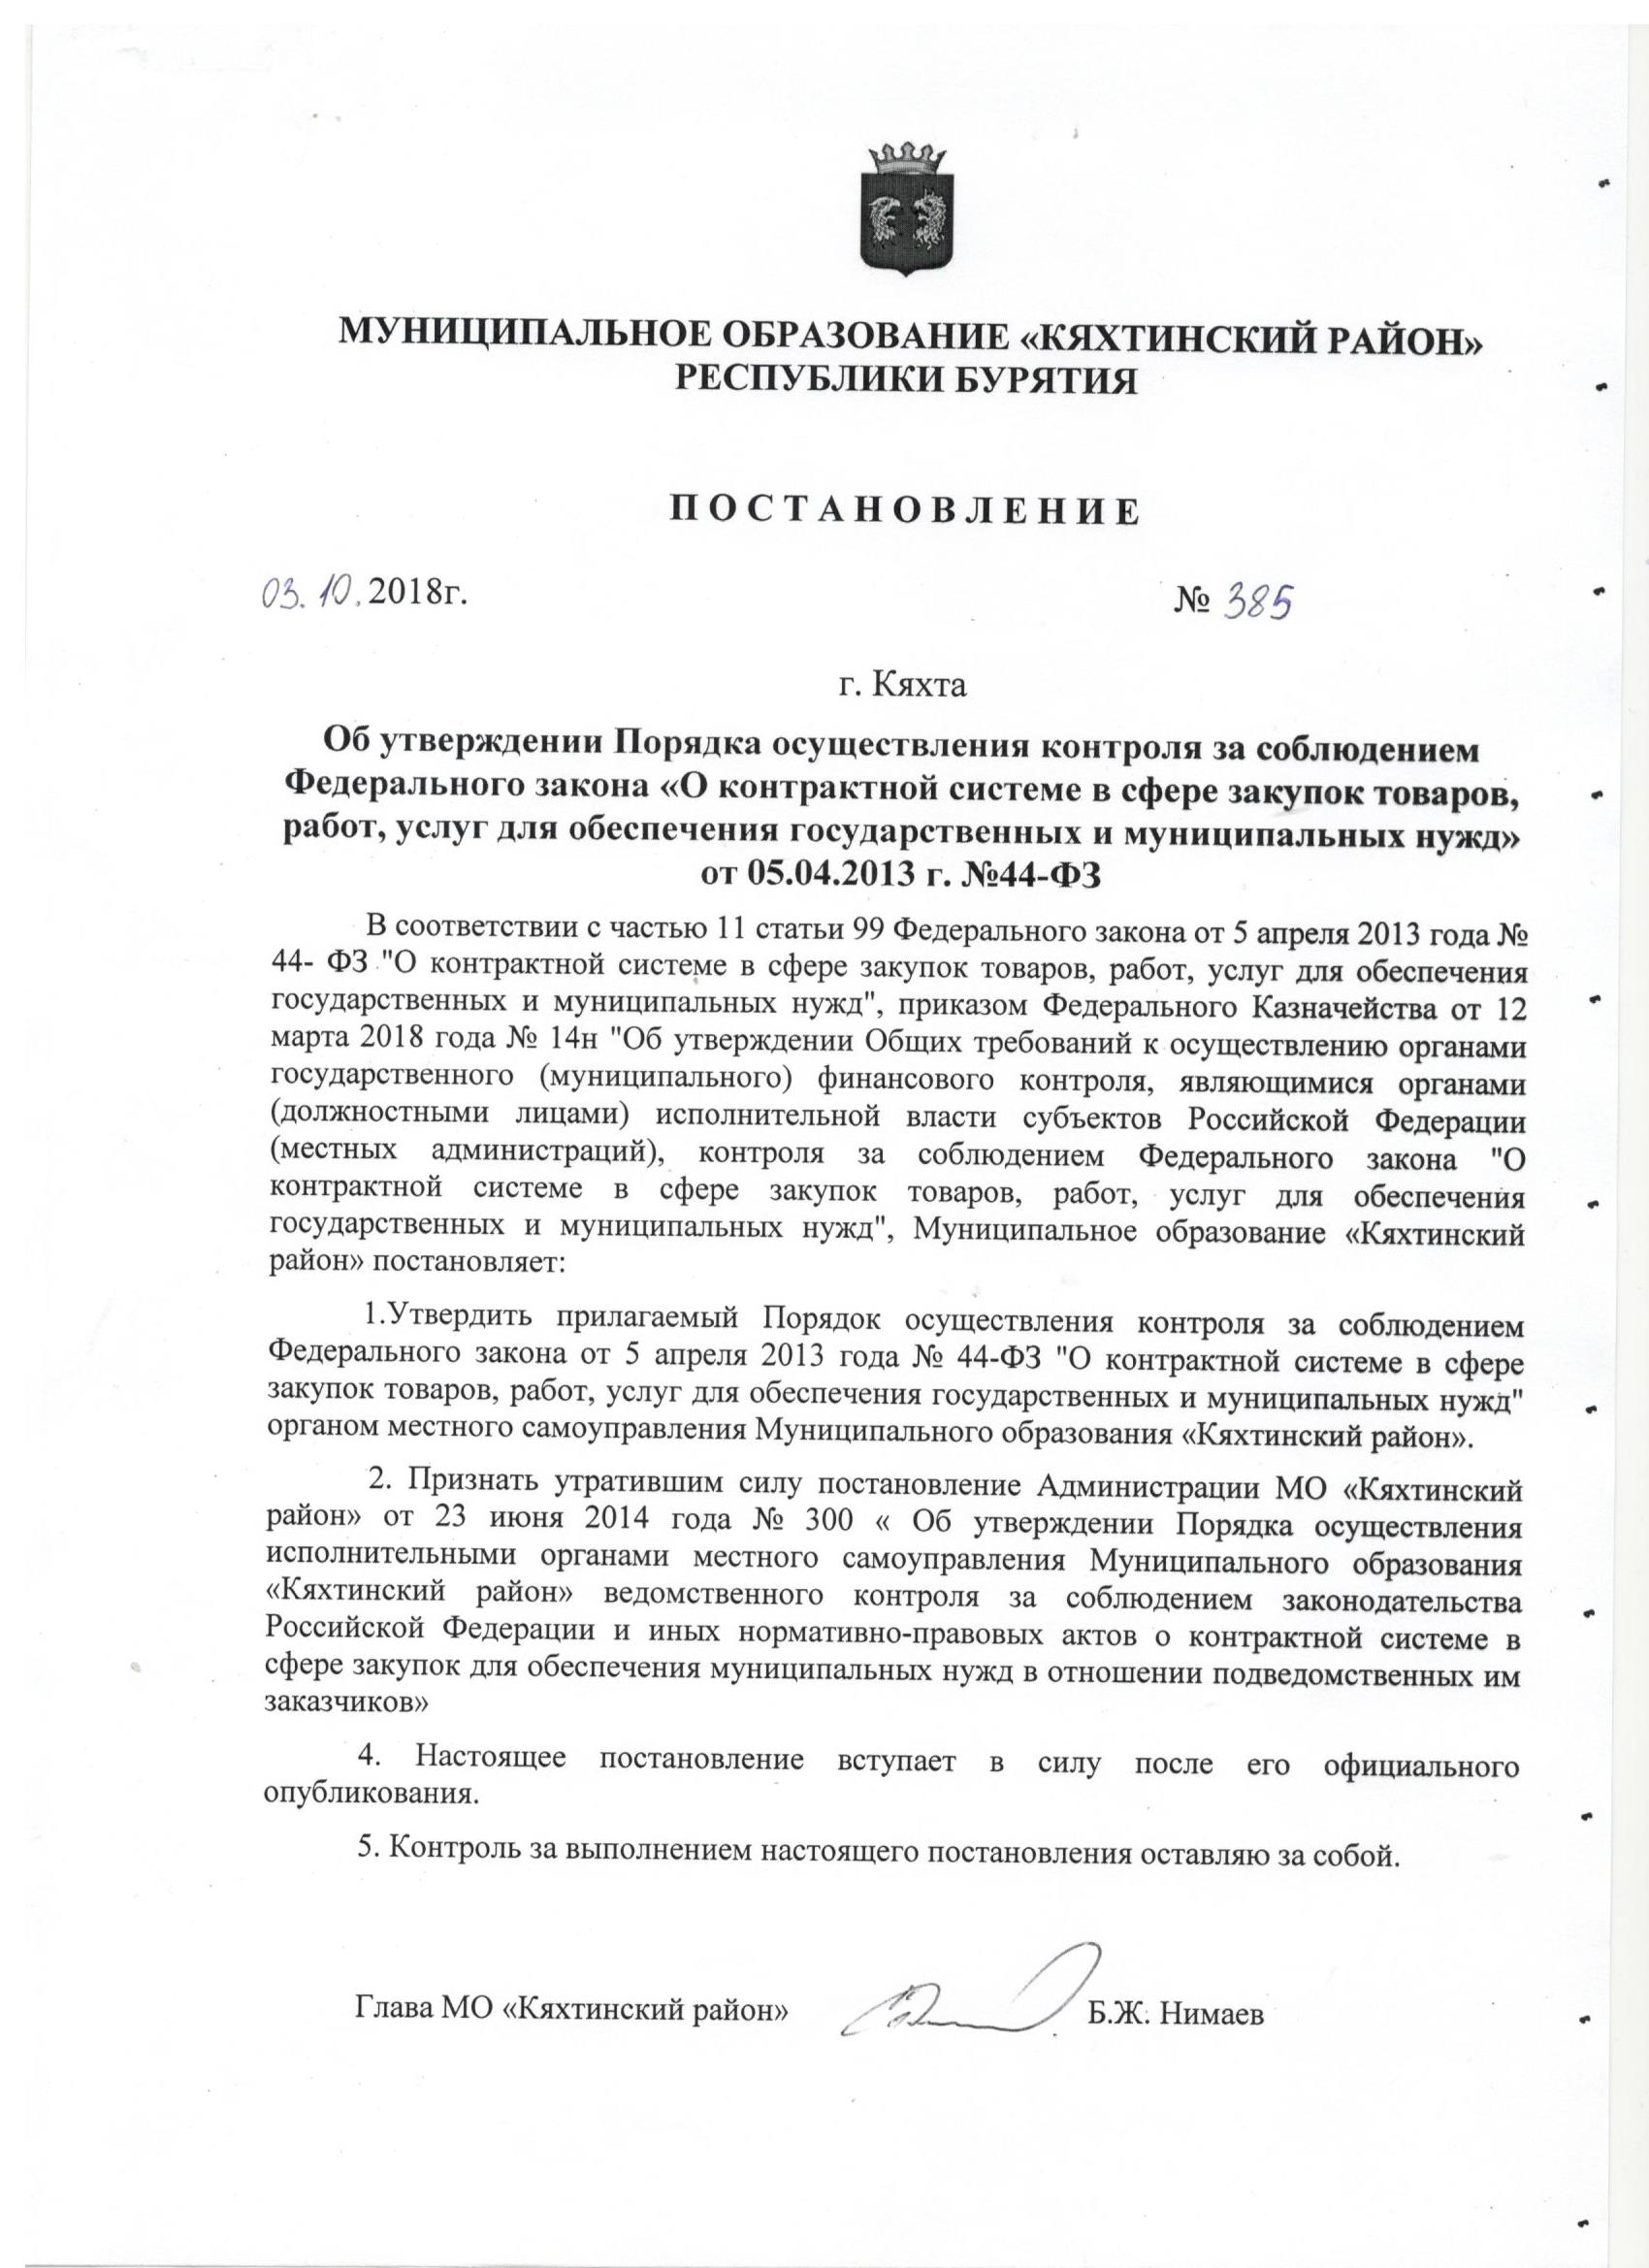 МУНИЦИПАЛЬНОЕ ОБРАЗОВАНИЕ «КЯХТИНСКИЙ РАЙОН»
РЕСПУБЛИКИ БУРЯТИЯ
ПОСТАНОВЛЕНИЕ
03.10.2018г. № 385
г. Кяхта
Об утверждении Порядка осуществления контроля за соблюдением
Федерального закона «О контрактной системе в сфере закупок товаров,
работ, услуг для обеспечения государственных и муниципальных нужд»
от 05.04.2013 г. №44-ФЗ
В соответствии с частью 11 статьи 99 Федерального закона от 5 апреля 2013 года №
44- ФЗ "О контрактной системе в сфере закупок товаров, работ, услуг для обеспечения
государственных и муниципальных нужд", приказом Федерального Казначейства от 12
марта 2018 года № 14н "Об утверждении Общих требований к осуществлению органами
государственного (муниципального) финансового контроля, являющимися органами
(должностными лицами) исполнительной власти субъектов Российской Федерации
(местных администраций), контроля за соблюдением Федерального закона "О
контрактной системе в сфере закупок товаров, работ, услуг для обеспечения
государственных и муниципальных нужд", Муниципальное образование «Кяхтинский
район» постановляет:
1.Утвердить прилагаемый Порядок осуществления контроля за соблюдением
Федерального закона от 5 апреля 2013 года № 44-ФЗ "О контрактной системе в сфере
закупок товаров, работ, услуг для обеспечения государственных и муниципальных нужд"
органом местного самоуправления Муниципального образования «Кяхтинский район».
2. Признать утратившим силу постановление Администрации МО «Кяхтинский
район» от 23 июня 2014 года № 300 « Об утверждении Порядка осуществления
исполнительными органами местного самоуправления Муниципального образования
«Кяхтинский район» ведомственного контроля за соблюдением законодательства
Российской Федерации и иных нормативно-правовых актов о контрактной системе в
сфере закупок для обеспечения муниципальных нужд в отношении подведомственных им
заказчиков»
4. Настоящее постановление вступает в силу после его официального
опубликования.
5. Контроль за выполнением настоящего постановления оставляю за собой.
Глава МО «Кяхтинский район» Б.Ж. Нимаев